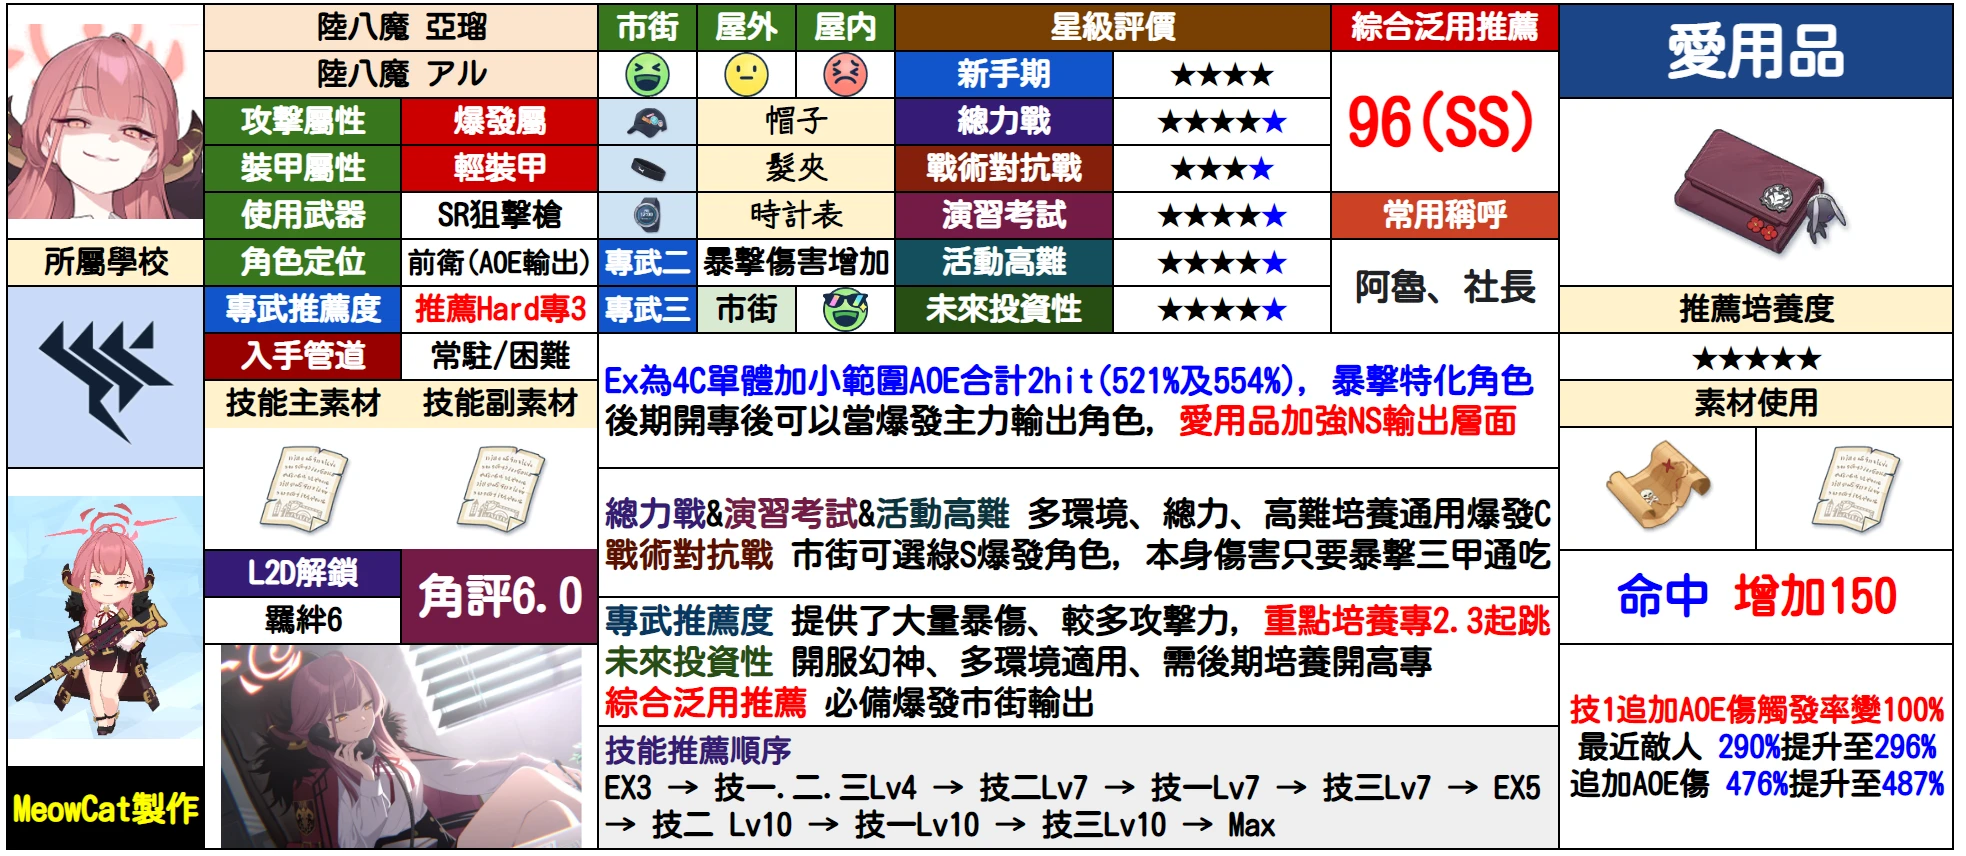 陸八魔 亞瑠
陸八魔 アル
攻擊屬性 爆發屬
裝甲屬性 輕裝甲
使用武器 SR狙擊槍
角色定位 前衛(AOE輸出)
專武推薦度 推薦Hard專3
入手管道 常駐/困難
技能主素材 技能副素材
L2D解鎖
羈絆6
角評6.0
所屬學校
MeowCat製作
市街 屋外 屋内
帽子
髮夾
時計表
專武二 暴擊傷害增加
專武三 市街
星級評價
新手期 ★★★★
總力戰 ★★★★★
戰術對抗戰 ★★★★
演習考試 ★★★★★
活動高難 ★★★★★
未來投資性 ★★★★★
綜合泛用推薦
96(SS)
常用稱呼
阿魯、社長
Ex為4C單體加小範圍AOE合計2hit(521%及554%), 暴擊特化角色
後期開專後可以當爆發主力輸出角色, 愛用品加強NS輸出層面
總力戰&演習考試&活動高難 多環境、總力、高難培養通用爆發C
戰術對抗戰 市街可選綠S爆發角色, 本身傷害只要暴擊三甲通吃
專武推薦度 提供了大量暴傷、較多攻擊力, 重點培養專2.3起跳
未來投資性 開服幻神、多環境適用、需後期培養開高專
綜合泛用推薦 必備爆發市街輸出
技能推薦順序
EX3 → 技一.二.三Lv4 → 技二Lv7 → 技一Lv7 → 技三Lv7 → EX5
→ 技二 Lv10 → 技一Lv10 → 技三Lv10 → Max
愛用品
推薦培養度
★★★★★
素材使用
命中 增加150
技1追加AOE傷觸發率變100%
最近敵人 290%提升至296%
追加AOE傷 476%提升至487%